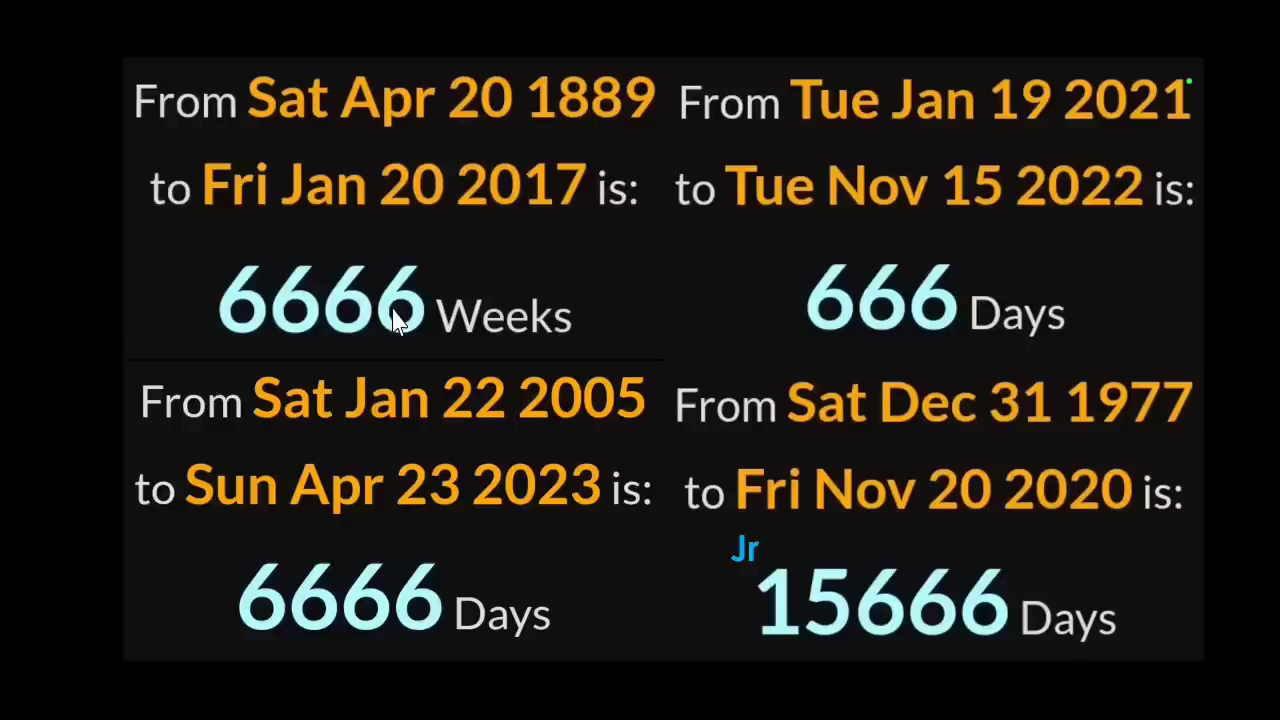 From Sat Apr 20 1889
to Fri Jan 20 2017 is:
6666 Weeks
From Tue Jan 19 2021
to Tue Nov 15 2022 is:
666 Days
From Sat Jan 22 2005
to Sun Apr 23 2023 is:
6666 Days
From Sat Dec 31 1977
to Fri Nov 20 2020 is:
Jr
15666 Days